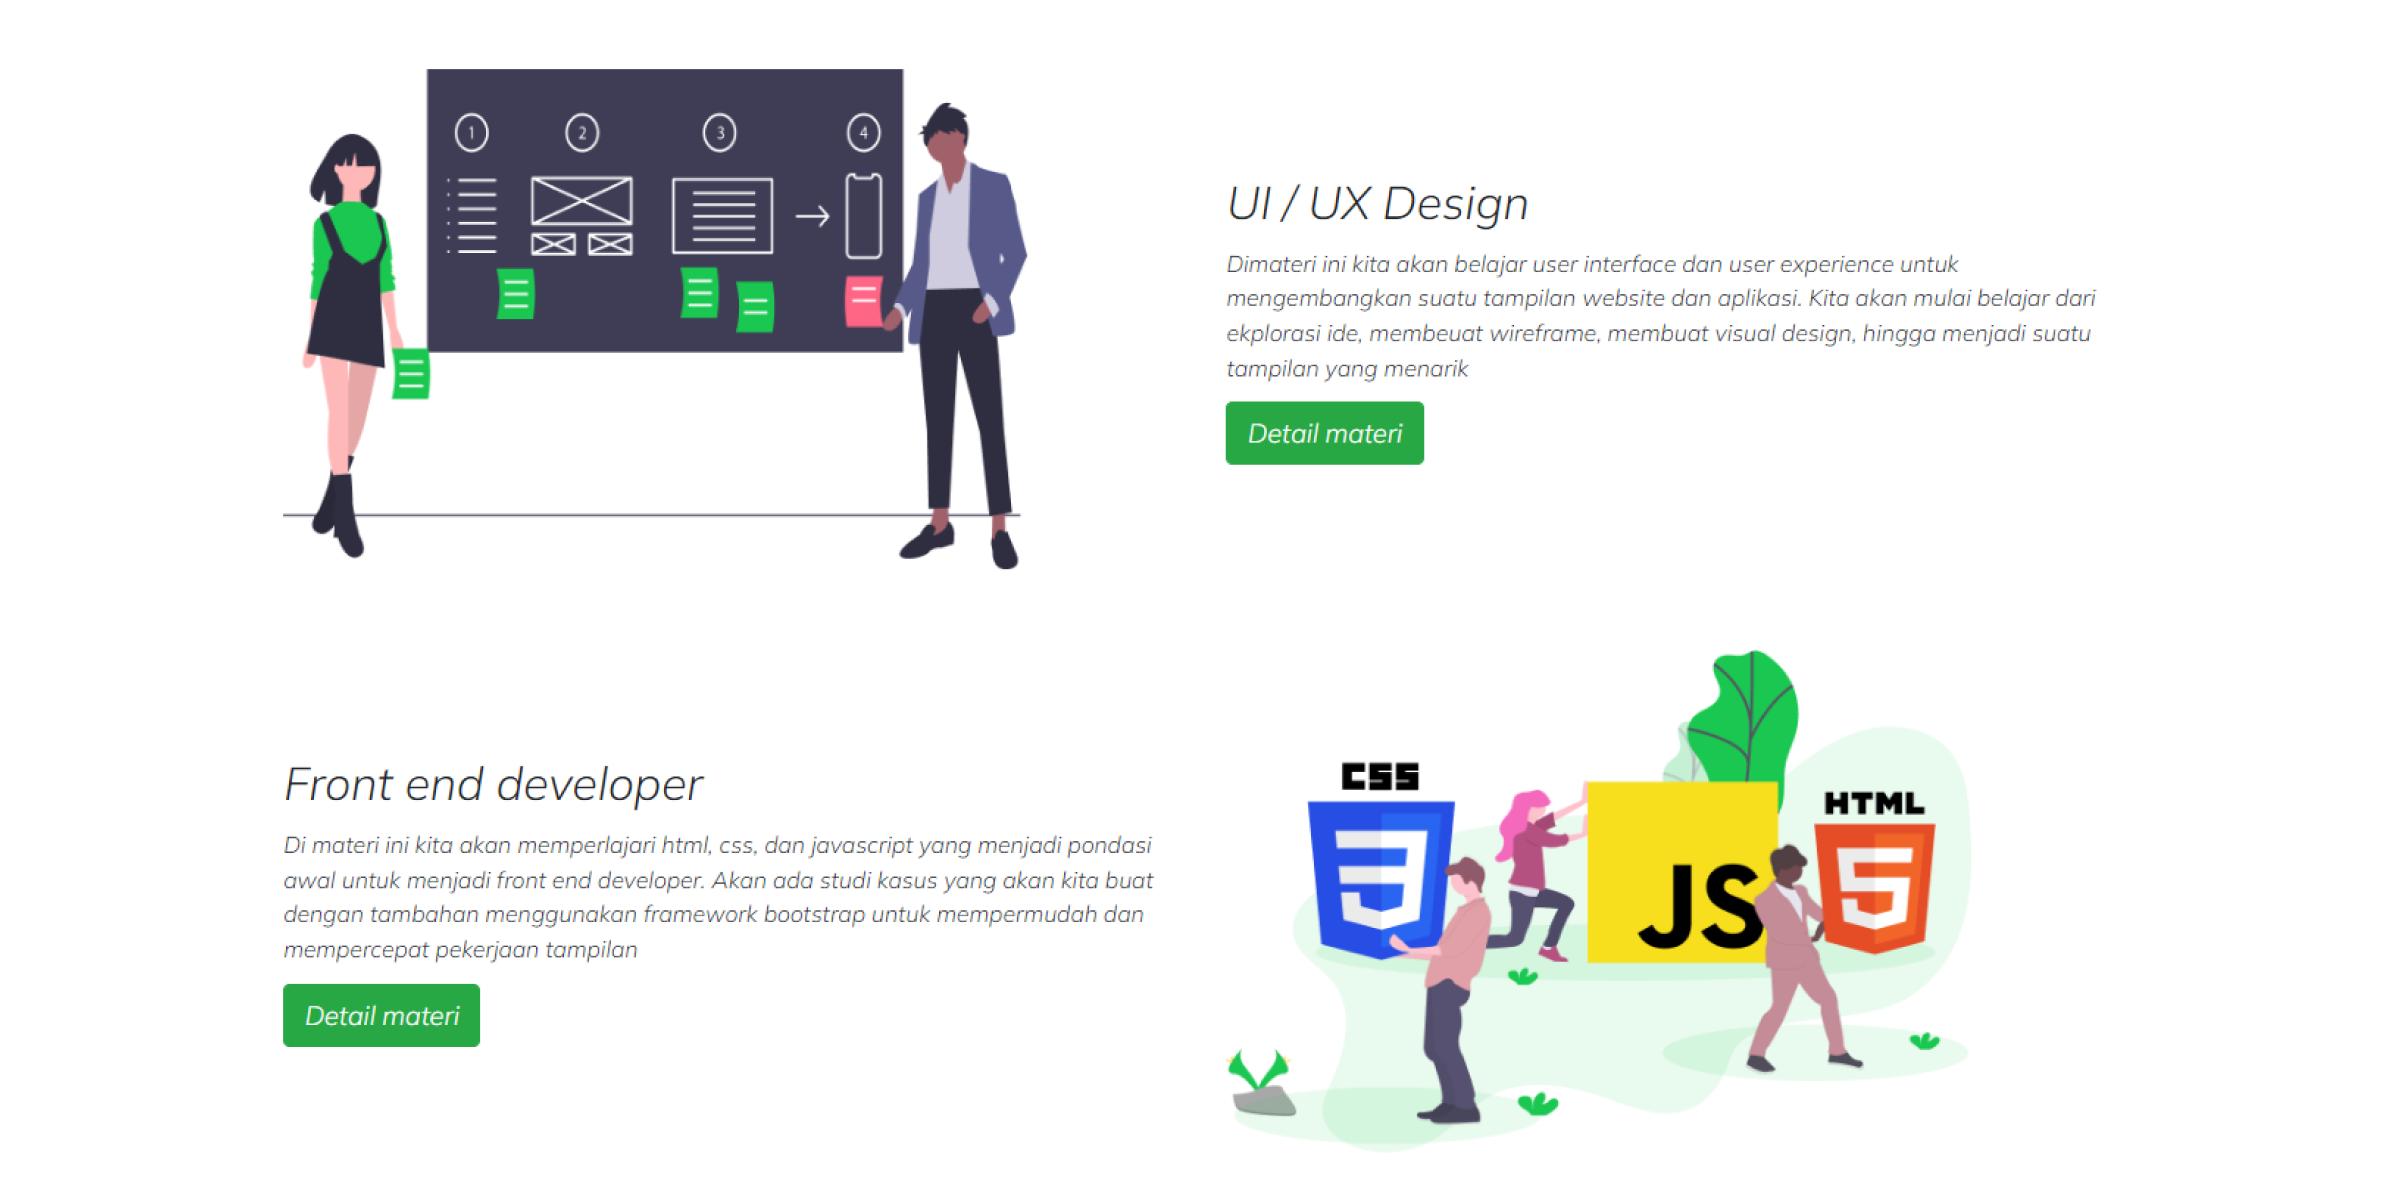 1 2 3 4
UI / UX Design
Dimateri ini kita akan belajar user interface dan user experience untuk
mengembangkan suatu tampilan website dan aplikasi. Kita akan mulai belajar dari
ekplorasi ide, membeuat wireframe, membuat visual design, hingga menjadi suatu
tampilan yang menarik
Detail materi
Front end developer
Di materi ini kita akan memperlajari html, css, dan javascript yang menjadi pondasi
awal untuk menjadi front end developer. Akan ada studi kasus yang akan kita buat
dengan tambahan menggunakan framework bootstrap untuk mempermudah dan
mempercepat pekerjaan tampilan
Detail materi
CSS
3
JS
HTML
5